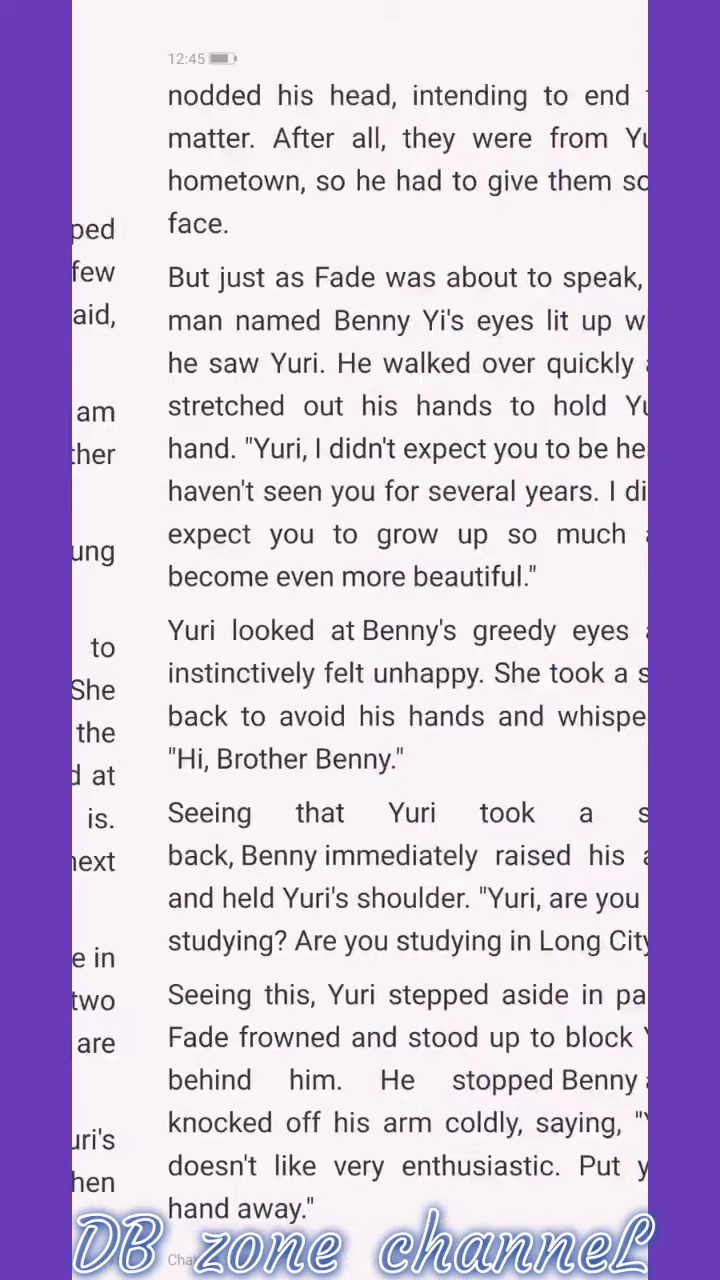 12:45
nodded his head, intending to end
matter. After all, they were from Yu
hometown, so he had to give them so
face.
But just as Fade was about to speak,
man named Benny Yi's eyes lit up w
he saw Yuri. He walked over quickly
stretched out his hands to hold Yu
hand. "Yuri, I didn't expect you to be he
haven't seen you for several years. I di
expect you to grow up so much
become even more beautiful."
Yuri looked at Benny's greedy eyes
instinctively felt unhappy. She took a s
back to avoid his hands and whispe
"Hi, Brother Benny."
Seeing that Yuri took a s
back, Benny immediately raised his
and held Yuri's shoulder. "Yuri, are you
studying? Are you studying in Long City
Seeing this, Yuri stepped aside in pa
Fade frowned and stood up to block
behind him. He stopped Benny
knocked off his arm coldly, saying, "
doesn't like very enthusiastic. Put y
hand away."
ped
few
aid,
am
ther
ung
to
She
the
d at
is.
next
e in
two
are
uri's
hen
Cha
DB zone channeL